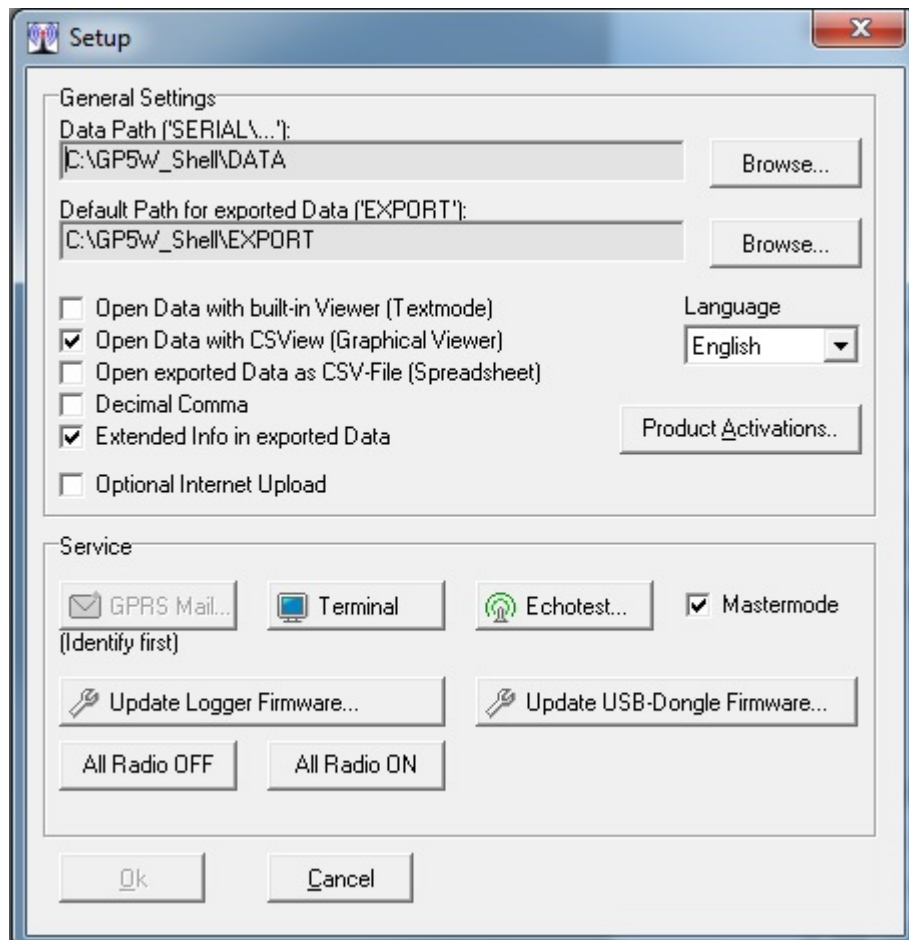 Setup
General Settings
Data Path ('SERIAL\...'):
C:\GP5W_Shell\DATA
Browse...
Default Path for exported Data ('EXPORT'):
C:\GP5W_Shell\EXPORT
Browse...
Open Data with built-in Viewer (Textmode)
Language
Open Data with CSView (Graphical Viewer)
English
Open exported Data as CSV-File (Spreadsheet)
Decimal Comma
Extended Info in exported Data
Product Activations..
Optional Internet Upload
Service
GPRS Mail...
Terminal
Echotest...
Mastermode
(Identify first)
Update Logger Firmware...
Update USB-Dongle Firmware...
All Radio OFF
All Radio ON
Ok
Cancel